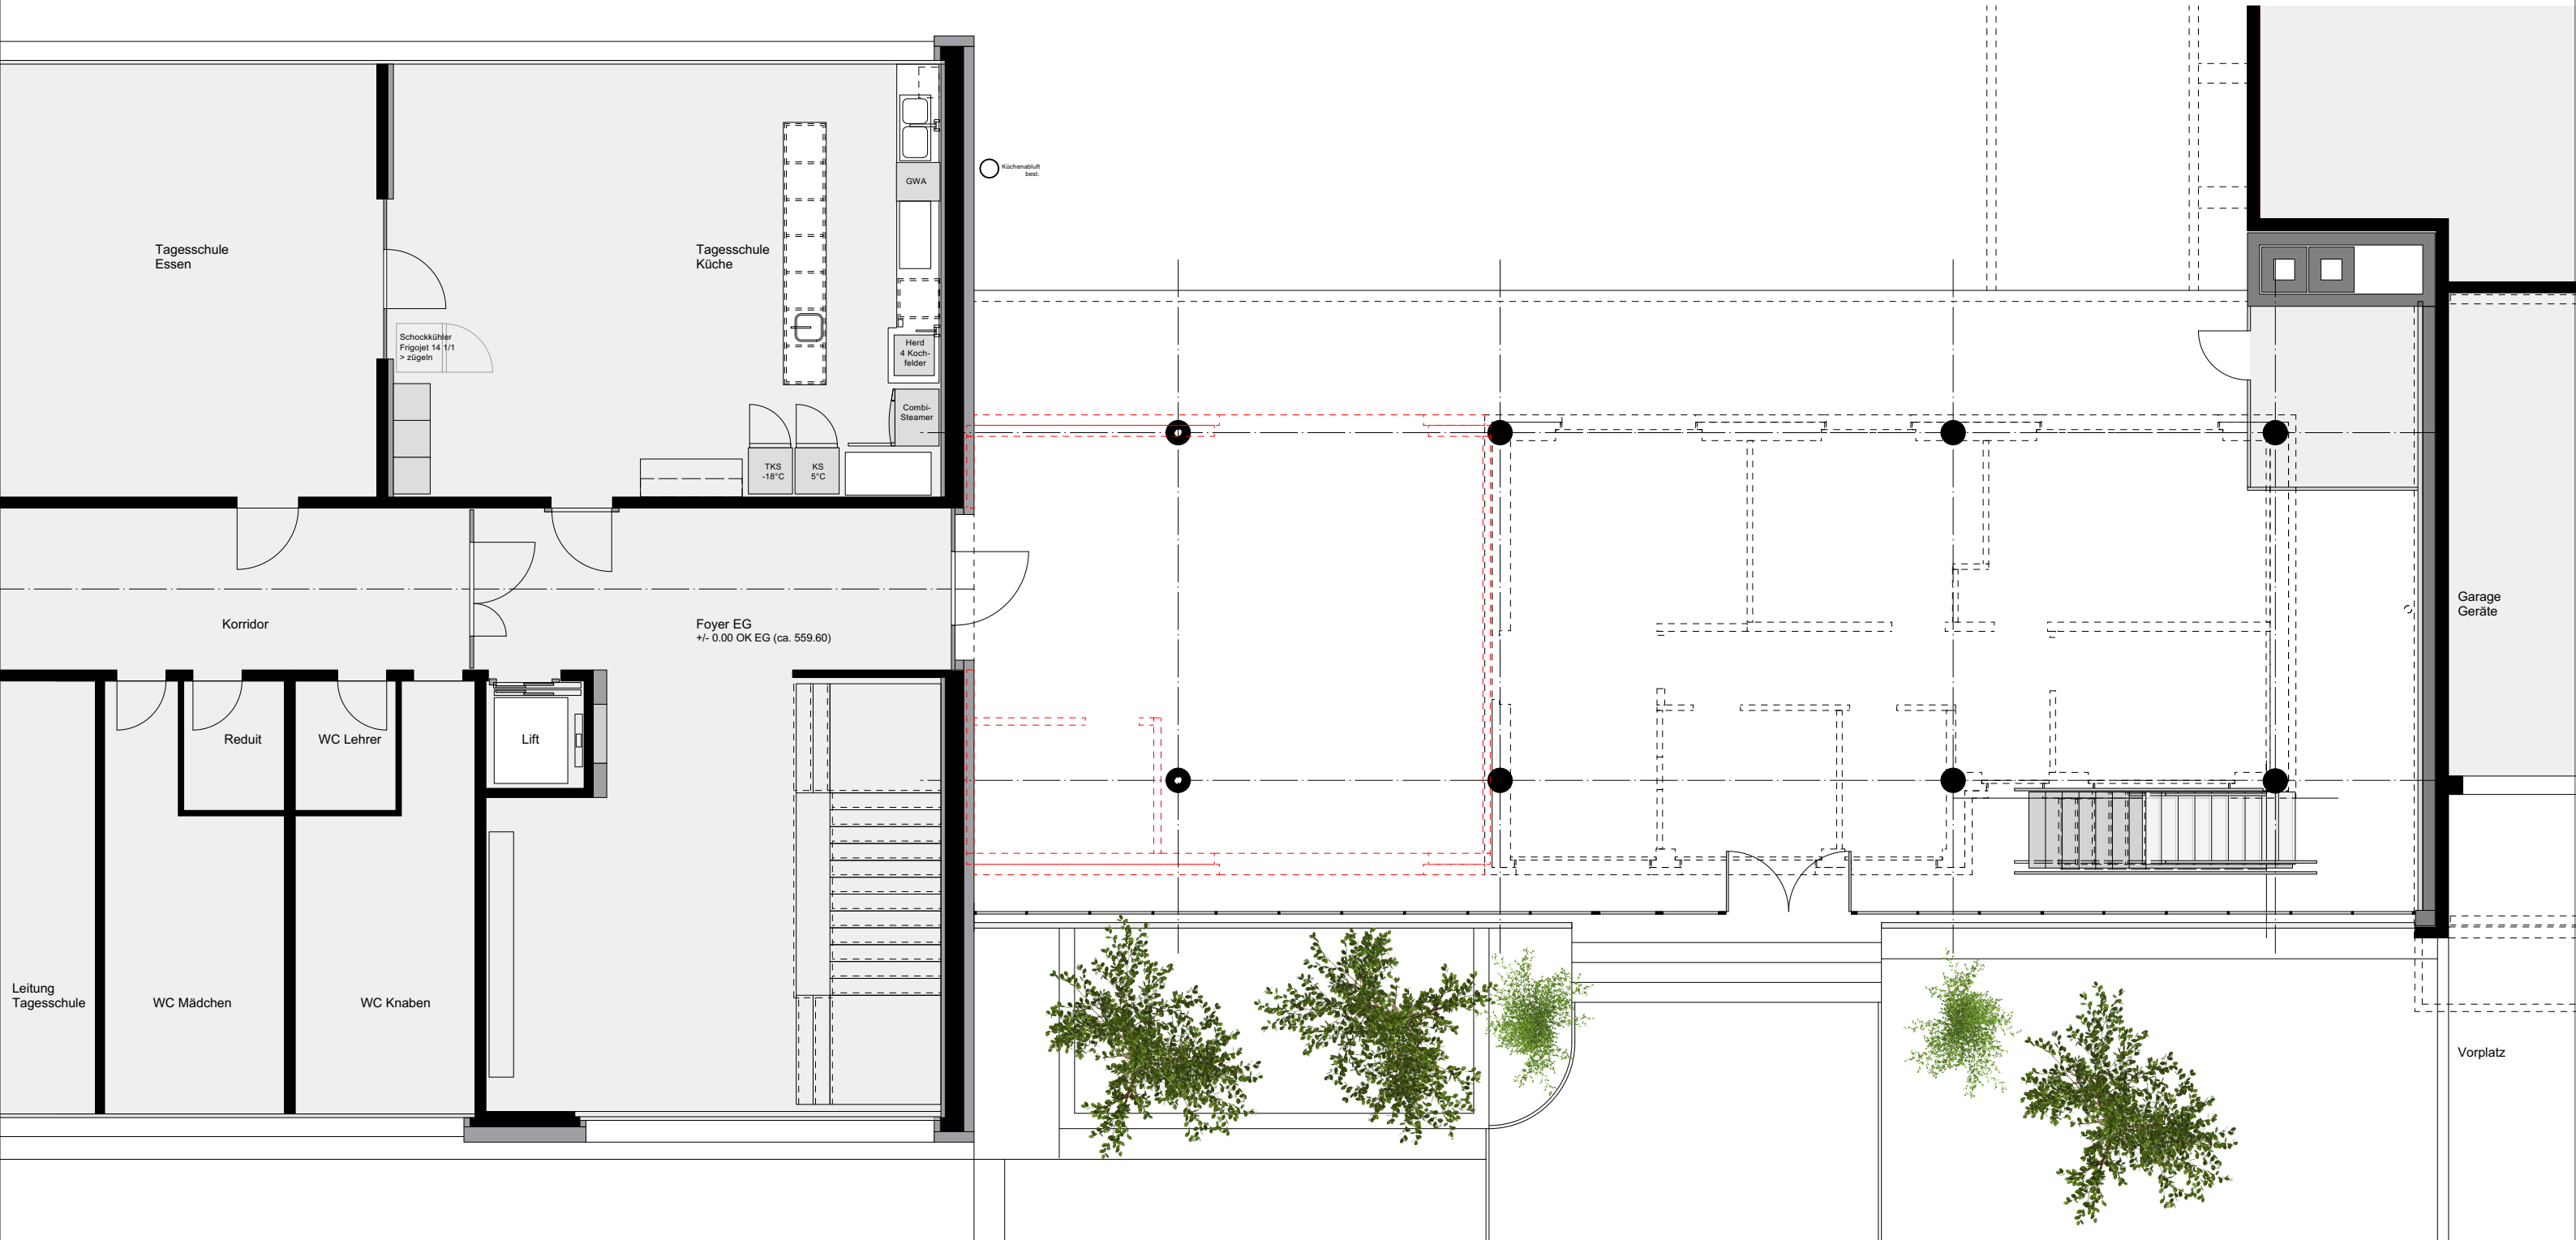 Tagesschule
Essen
Tagesschule
Küche
GWA
Küchenabluft
best.
Schockkühler
Frigojet 14 1/1
> zügeln
Herd
4 Koch-
felder
Combi-
Steamer
TKS
-18°C
KS
5°C
Korridor
Foyer EG
+/- 0.00 OK EG (ca. 559.60)
Garage
Geräte
Reduit
WC Lehrer
Lift
Leitung
Tagesschule
WC Mädchen
WC Knaben
Vorplatz